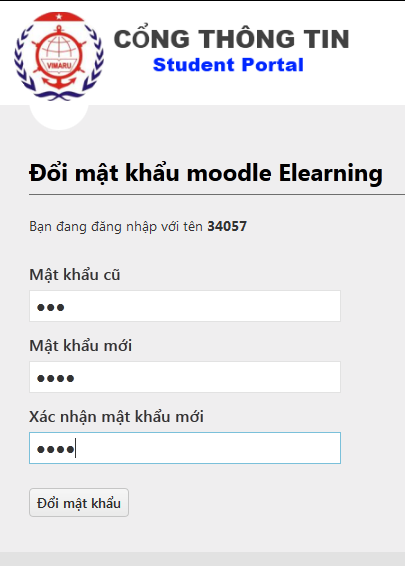 VIMARU
CỔNG THÔNG TIN
Student Portal
Đổi mật khẩu moodle Elearning
Bạn đang đăng nhập với tên 34057
Mật khẩu cũ
●●●
Mật khẩu mới
●●●●
Xác nhận mật khẩu mới
●●●●
Đổi mật khẩu